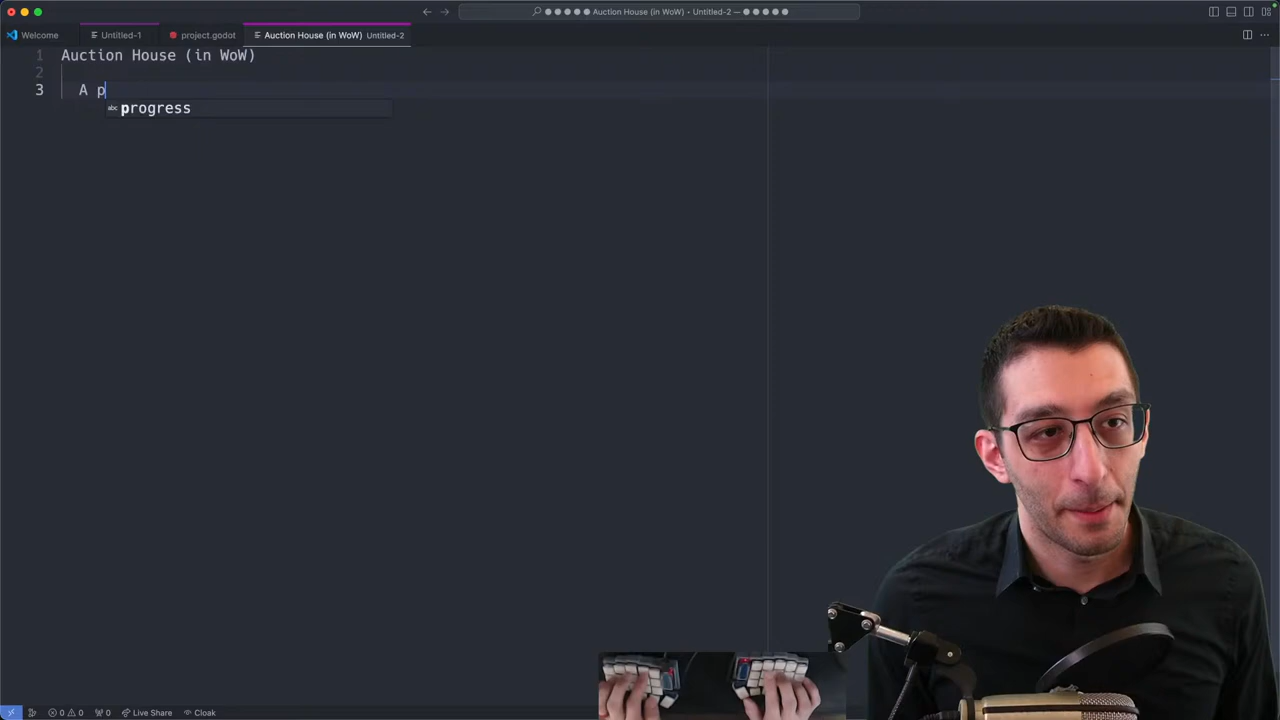 Auction House (in WoW) - Untitled-2 —
Welcome
Untitled-1
project.godot
Auction House (in WoW) Untitled-2
1 Auction House (in WoW)
2
3 A p
abc progress
0 0 0 Live Share Cloak